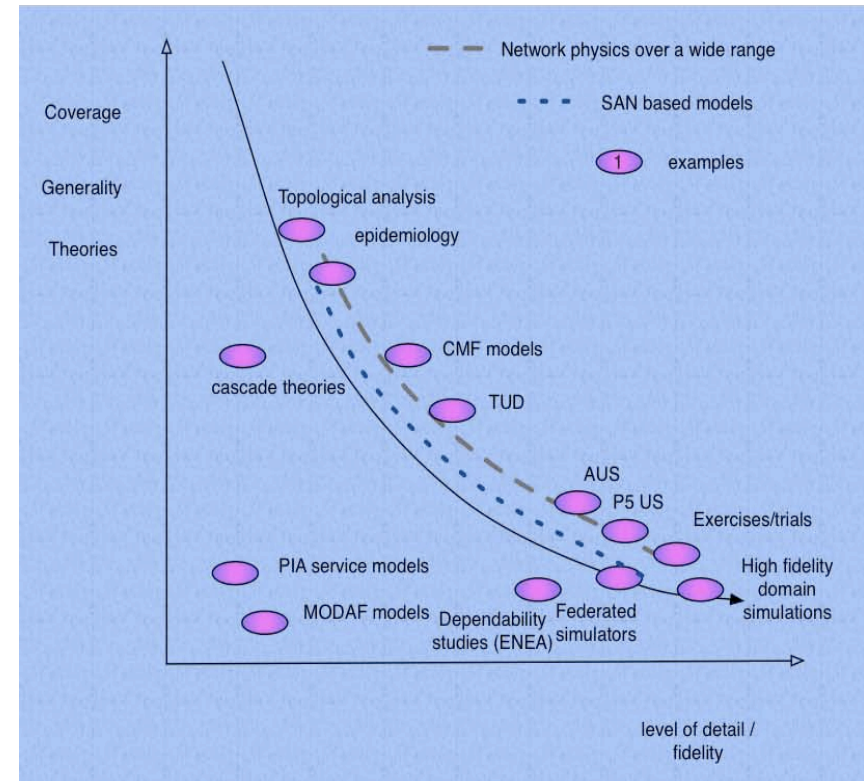 Network physics over a wide range
SAN based models
1 examples
Coverage
Generality
Theories
Topological analysis
epidemiology
CMF models
cascade theories
TUD
AUS
P5 US
Exercises/trials
PIA service models
MODAF models
Dependability
studies (ENEA)
Federated
simulators
High fidelity
domain
simulations
level of detail /
fidelity